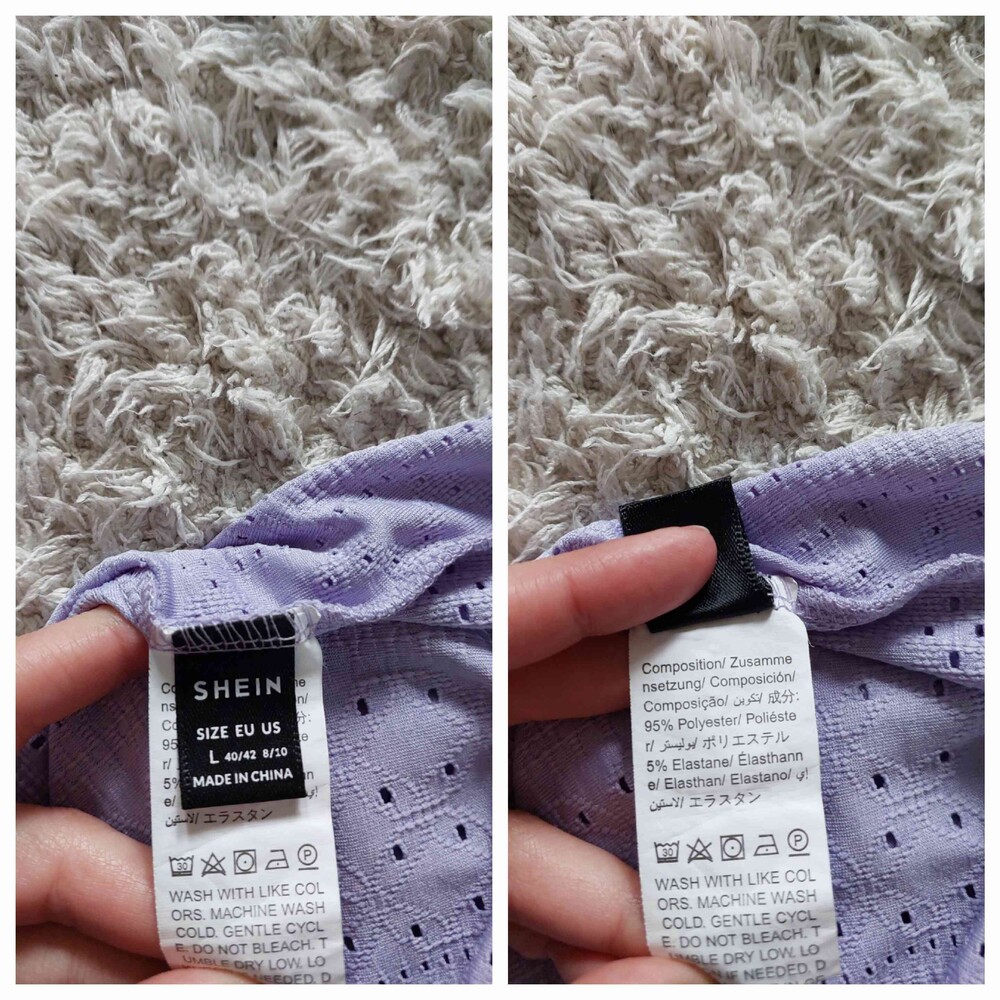 SHEIN
SIZE EU US
L 40/42 8/10
MADE IN CHINA
لاستين/ エラスタン
30
P
WASH WITH LIKE COL
ORS. MACHINE WASH
COLD. GENTLE CYCL
E. DO NOT BLEACH. T
UMBLE DRY LOW. LO
Composition/ Zusamme
nsetzung/ Composición/
Composição/ تكوين/ 成分:
95% Polyester/ Poliéste
r/ بوليستر/ ポリエステル
5% Elastane/ Élasthann
e/ Elasthan/ Elastano/ إي
لاستين/ エラスタン
30
P
WASH WITH LIKE COL
ORS. MACHINE WASH
COLD. GENTLE CYCL
E. DO NOT BLEACH. T
UMBLE DRY LOW. LO
IF NEEDED. D